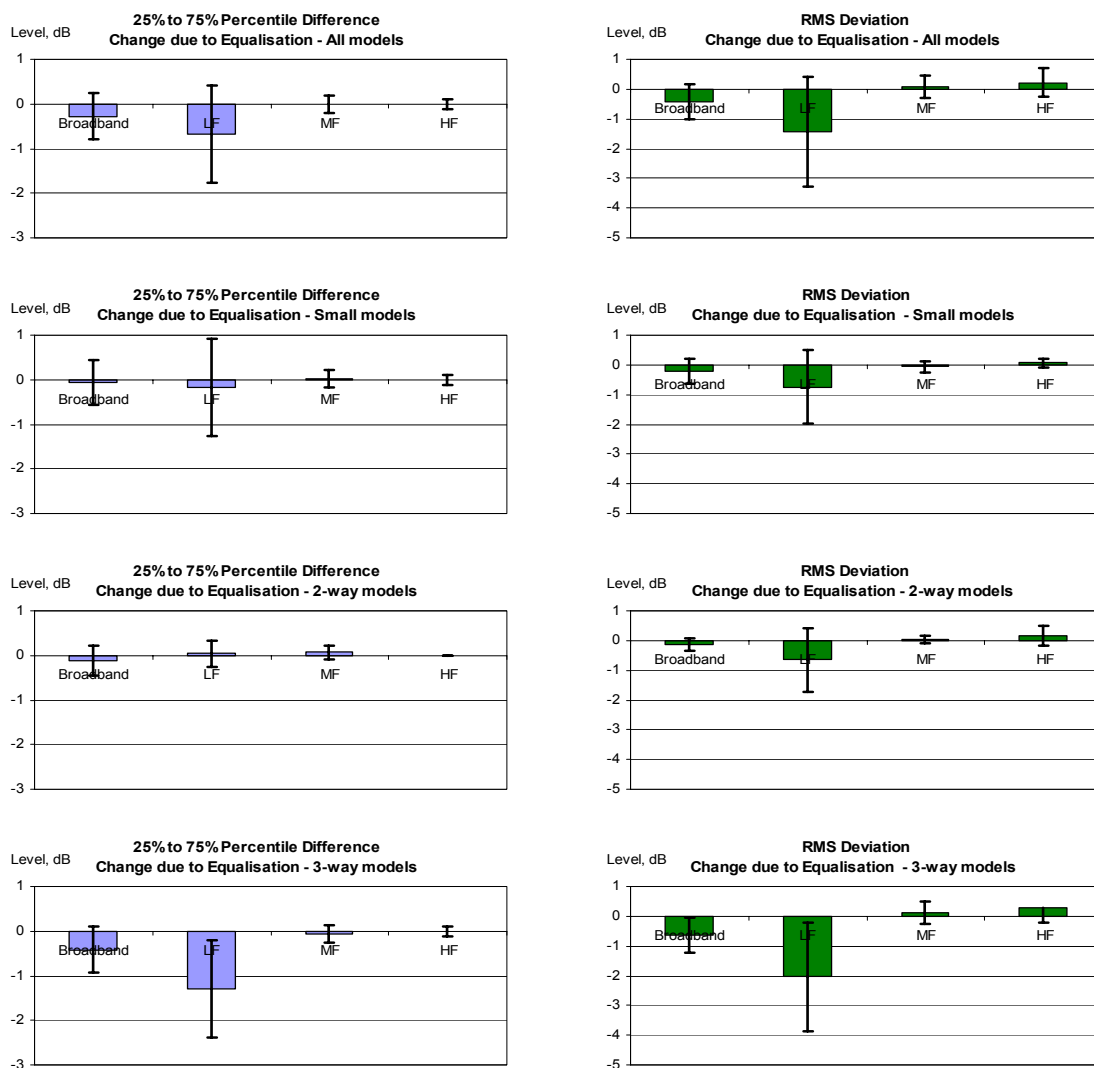 25% to 75% Percentile Difference
Level, dB
Change due to Equalisation - All models
1
0
Broadband LF MF HF
-1
-2
-3
RMS Deviation
Level, dB
Change due to Equalisation - All models
1
0
Broadband LF MF HF
-1
-2
-3
-4
-5
25% to 75% Percentile Difference
Level, dB
Change due to Equalisation - Small models
1
0
Broadband LF MF HF
-1
-2
-3
RMS Deviation
Level, dB
Change due to Equalisation - Small models
1
0
Broadband LF MF HF
-1
-2
-3
-4
-5
25% to 75% Percentile Difference
Level, dB
Change due to Equalisation - 2-way models
1
0
Broadband LF MF HF
-1
-2
-3
RMS Deviation
Level, dB
Change due to Equalisation - 2-way models
1
0
Broadband LF MF HF
-1
-2
-3
-4
-5
25% to 75% Percentile Difference
Level, dB
Change due to Equalisation - 3-way models
1
0
Broadband LF MF HF
-1
-2
-3
RMS Deviation
Level, dB
Change due to Equalisation - 3-way models
1
0
Broadband LF MF HF
-1
-2
-3
-4
-5